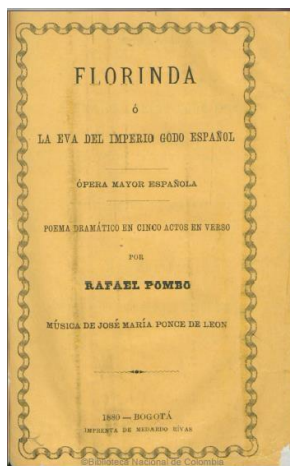 FLORINDA
Ó
LA EVA DEL IMPERIO GODO ESPAÑOL
ÓPERA MAYOR ESPAÑOLA
POEMA DRAMÁTICO EN CINCO ACTOS EN VERSO
POR
RAFAEL POMBO
MÚSICA DE JOSÉ MARÍA PONCE DE LEON
1880 — BOGOTÁ
IMPRENTA DE MEDARDO RIVAS
©Biblioteca Nacional de Colombia